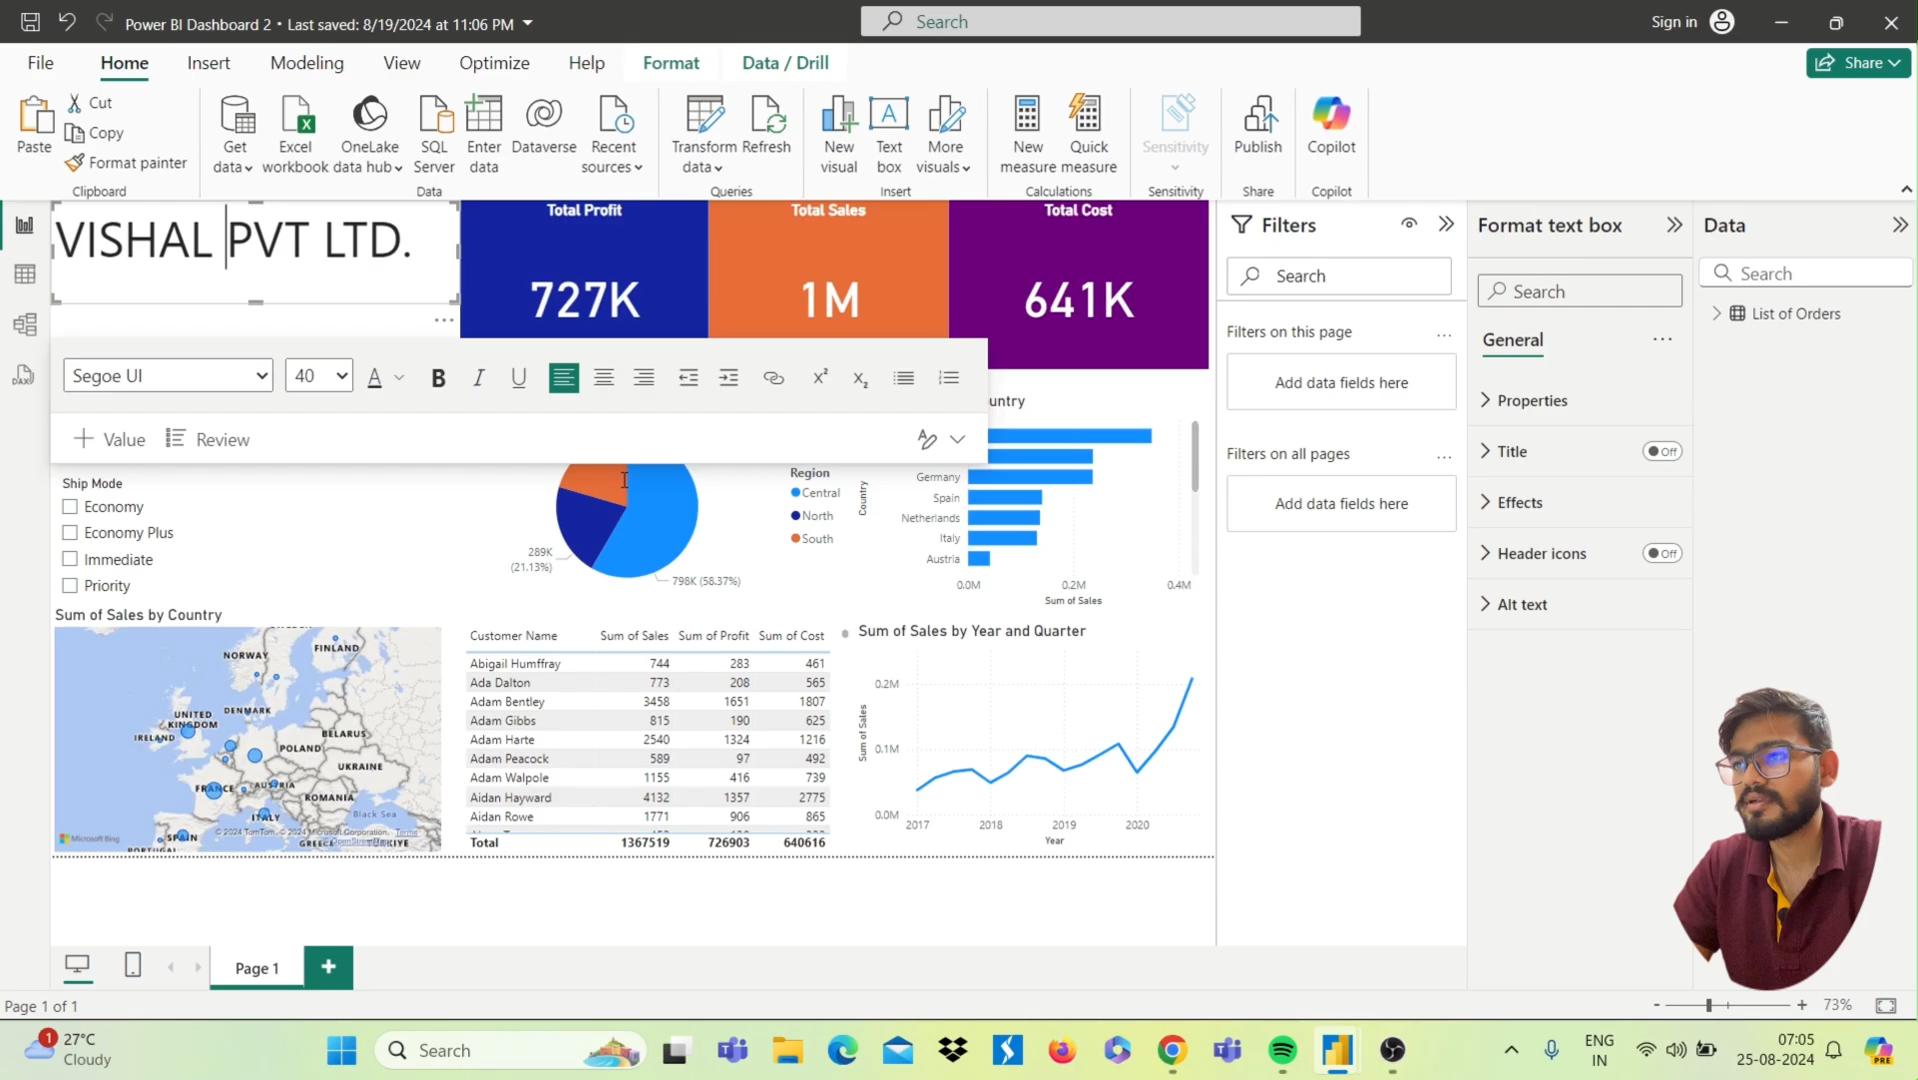 Power BI Dashboard 2 • Last saved: 8/19/2024 at 11:06 PM
Search
Sign in
File Home Insert Modeling View Optimize Help Format Data / Drill
Share
Paste
Cut
Copy
Format painter
Get data
Excel workbook
OneLake data hub
SQL Server
Enter data
Dataverse
Recent sources
Transform data
Refresh
New visual
Text box
More visuals
New measure
Quick measure
Sensitivity
Publish
Copilot
Clipboard Data Queries Insert Calculations Sensitivity Share Copilot
VISHAL PVT LTD.
Total Profit
727K
Total Sales
1M
Total Cost
641K
Segoe UI 40 A B I U
Value Review
untry
Ship Mode
Economy
Economy Plus
Immediate
Priority
289K
(21.13%)
798K (58.37%)
Region
Central
North
South
Country
Germany
Spain
Netherlands
Italy
Austria
0.0M 0.2M 0.4M
Sum of Sales
Sum of Sales by Country
NORWAY
FINLAND
UNITED KINGDOM
DENMARK
IRELAND
BELARUS
POLAND
UKRAINE
FRANCE
AUSTRIA
ROMANIA
ITALY
Black Sea
SPAIN
Microsoft Bing
© 2024 TomTom, © 2024 Microsoft Corporation, Terms
Customer Name Sum of Sales Sum of Profit Sum of Cost
Abigail Humffray 744 283 461
Ada Dalton 773 208 565
Adam Bentley 3458 1651 1807
Adam Gibbs 815 190 625
Adam Harte 2540 1324 1216
Adam Peacock 589 97 492
Adam Walpole 1155 416 739
Aidan Hayward 4132 1357 2775
Aidan Rowe 1771 906 865
Total 1367519 726903 640616
Sum of Sales by Year and Quarter
Sum of Sales
0.2M
0.1M
0.0M
2017 2018 2019 2020
Year
Filters
Search
Filters on this page
Add data fields here
Filters on all pages
Add data fields here
Format text box
Search
General
Properties
Title Off
Effects
Header icons Off
Alt text
Data
Search
List of Orders
Page 1
Page 1 of 1
73%
1
27°C
Cloudy
Search
ENG
IN
07:05
25-08-2024
PRE